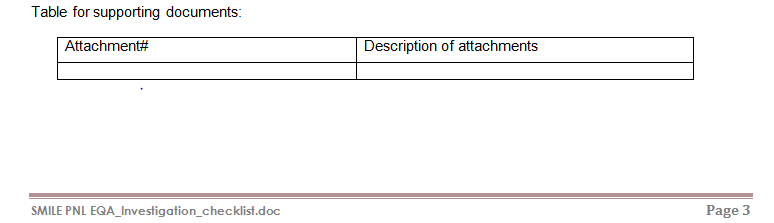 Table for supporting documents:
Attachment# Description of attachments
SMILE PNL EQA_Investigation_checklist.doc Page 3